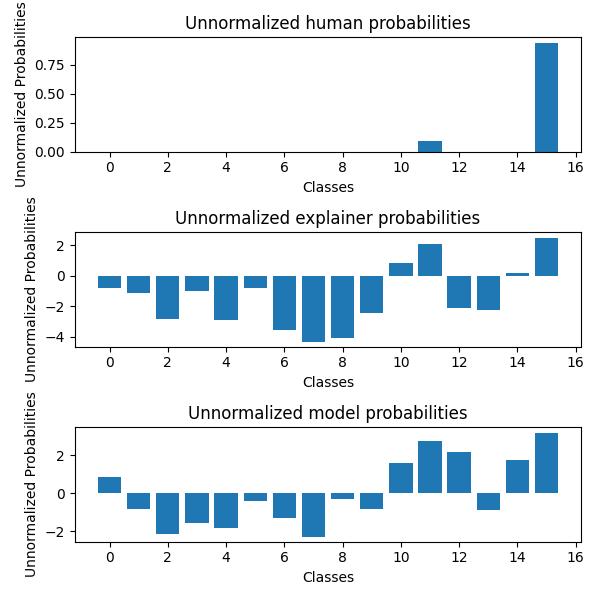 Unnormalized human probabilities
Unnormalized Probabilities
0.75
0.50
0.25
0.00
0 2 4 6 8 10 12 14 16
Classes
Unnormalized explainer probabilities
Unnormalized Probabilities
2
0
−2
−4
0 2 4 6 8 10 12 14 16
Classes
Unnormalized model probabilities
Unnormalized Probabilities
2
0
−2
0 2 4 6 8 10 12 14 16
Classes